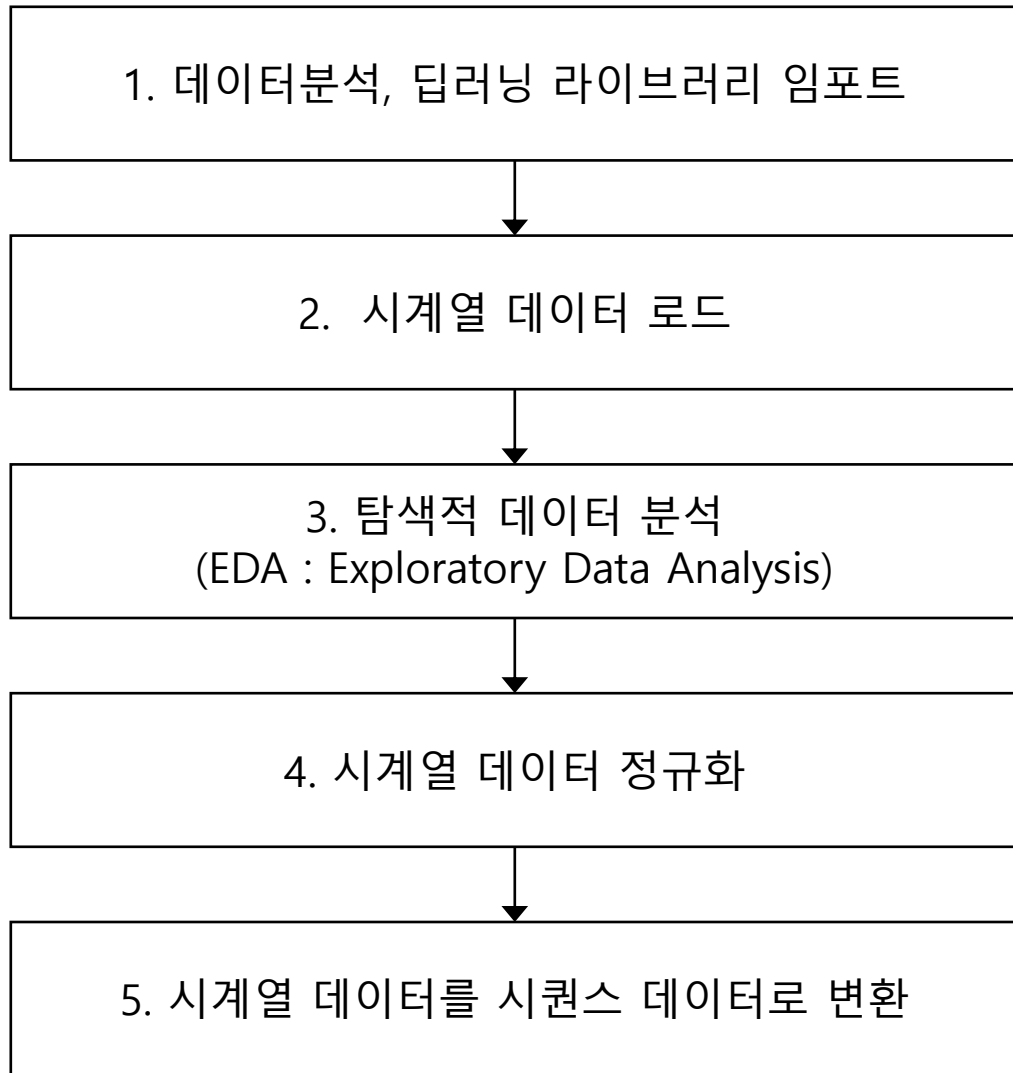 1. 데이터분석, 딥러닝 라이브러리 임포트
2. 시계열 데이터 로드
3. 탐색적 데이터 분석
(EDA : Exploratory Data Analysis)
4. 시계열 데이터 정규화
5. 시계열 데이터를 시퀀스 데이터로 변환